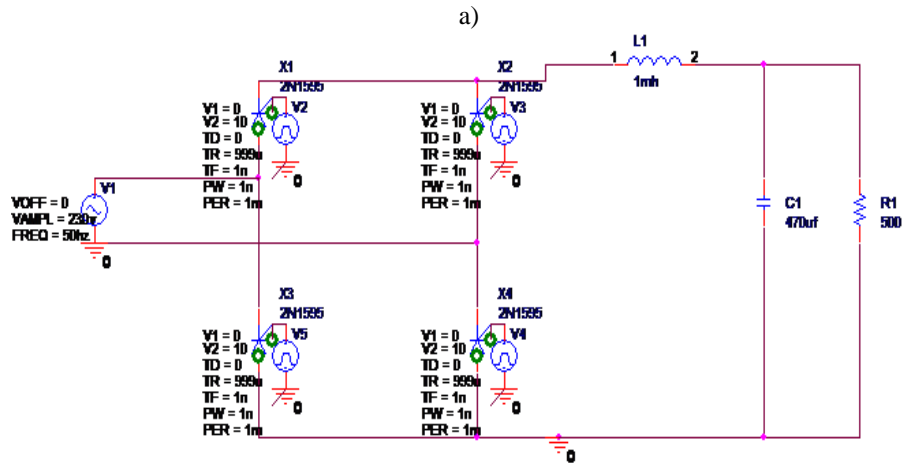 a)
L1
1 2
1mh
X1
2N1595
V2
V1 = 0
V2 = 10
TD = 0
TR = 999u
TF = 1n
PW = 1n
PER = 1m
0
X2
2N1595
V3
V1 = 0
V2 = 10
TD = 0
TR = 999u
TF = 1n
PW = 1n
PER = 1m
0
V1
VOFF = 0
VAMPL = 230v
FREQ = 50hz
0
C1
470uf
R1
500
X3
2N1595
V5
V1 = 0
V2 = 10
TD = 0
TR = 999u
TF = 1n
PW = 1n
PER = 1m
0
X4
2N1595
V4
V1 = 0
V2 = 10
TD = 0
TR = 999u
TF = 1n
PW = 1n
PER = 1m
0
0